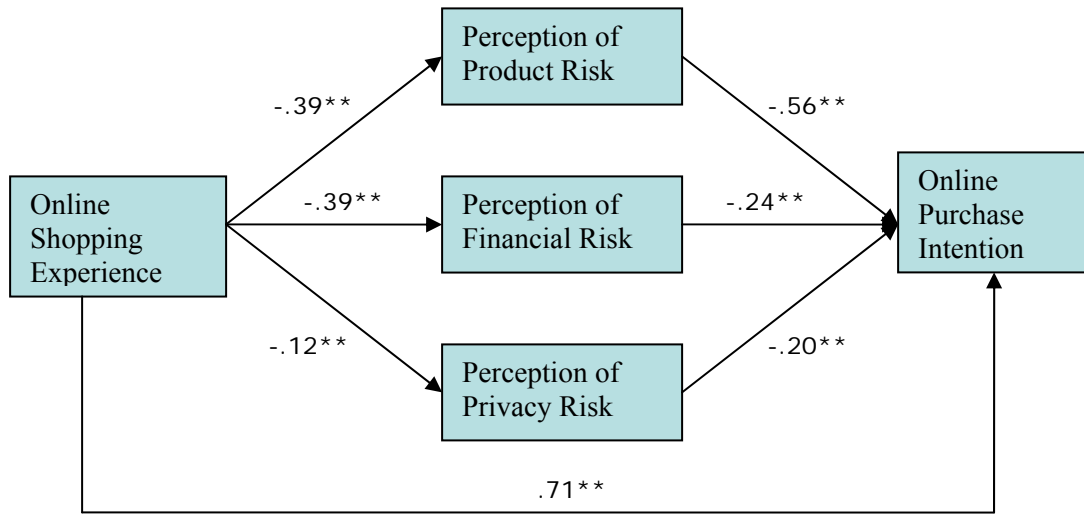 Perception of
Product Risk
-.39**
-.56**
Online
Shopping
Experience
-.39**
Perception of
Financial Risk
-.24**
Online
Purchase
Intention
-.12**
Perception of
Privacy Risk
-.20**
.71**